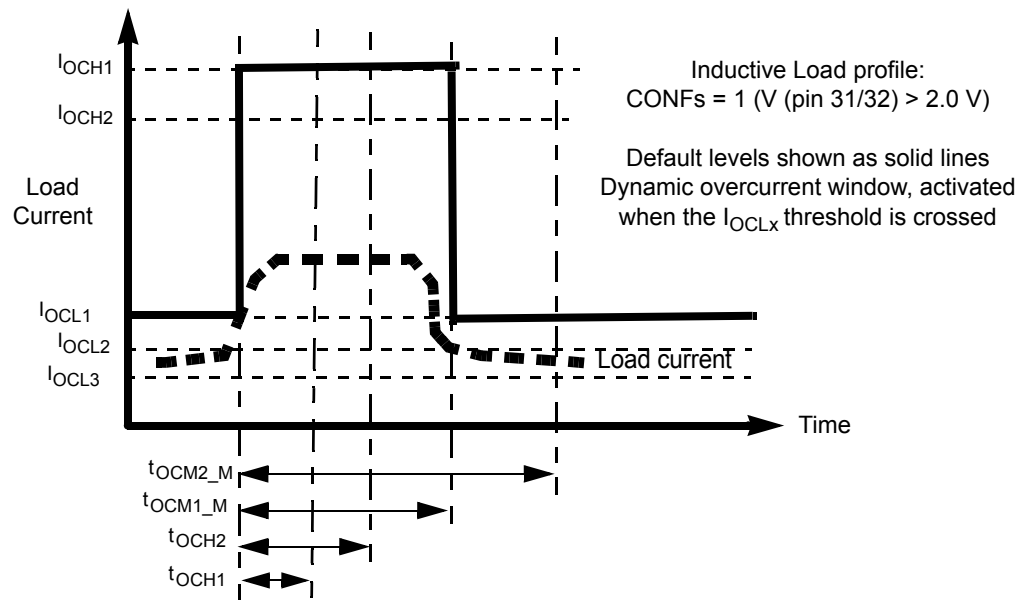 IOCH1
IOCH2
Load
Current
IOCL1
IOCL2
IOCL3
Inductive Load profile:
CONFs = 1 (V (pin 31/32) > 2.0 V)
Default levels shown as solid lines
Dynamic overcurrent window, activated
when the IOCLx threshold is crossed
Load current
Time
tOCM2_M
tOCM1_M
tOCH2
tOCH1